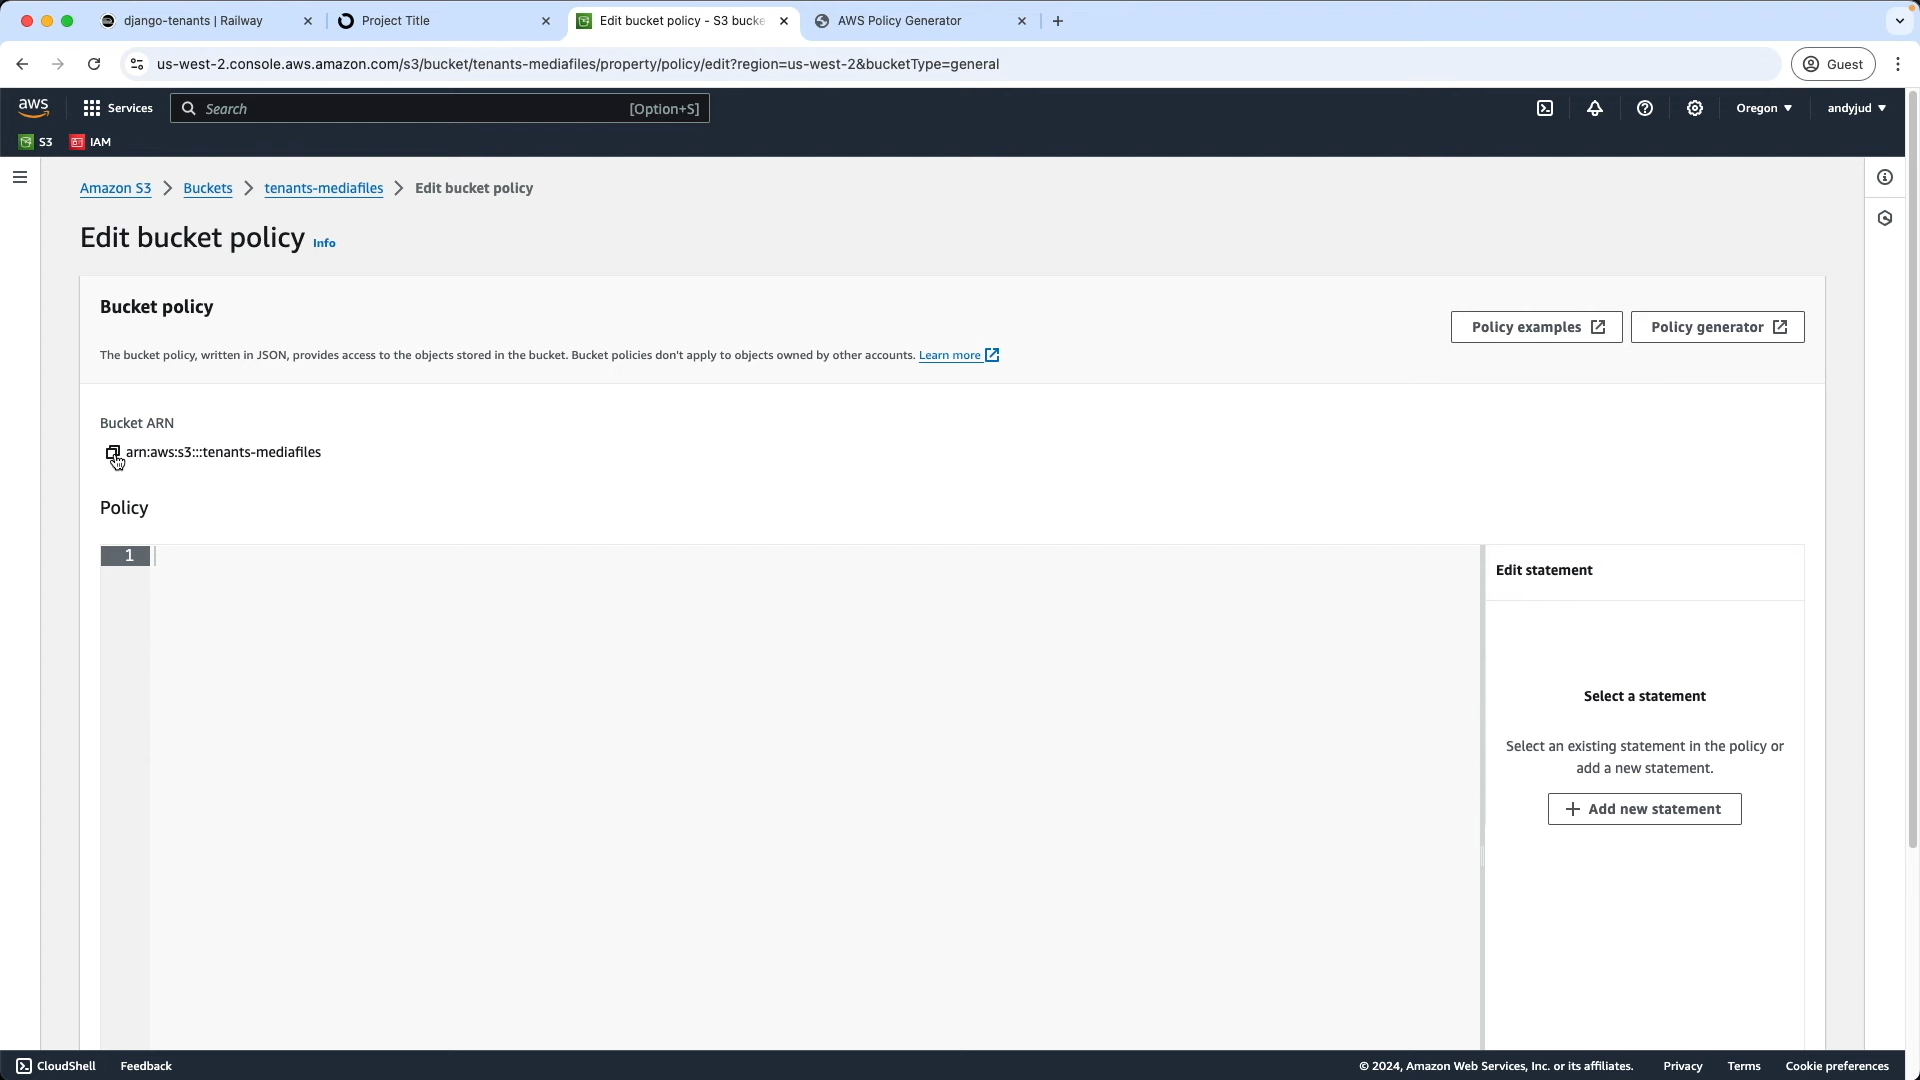 django-tenants | Railway
Project Title
Edit bucket policy - S3 bucke
AWS Policy Generator
us-west-2.console.aws.amazon.com/s3/bucket/tenants-mediafiles/property/policy/edit?region=us-west-2&bucketType=general
Guest
aws
Services
Search
[Option+S]
Oregon
andyjud
S3
IAM
Amazon S3
Buckets
tenants-mediafiles
Edit bucket policy
Edit bucket policy Info
Bucket policy
Policy examples
Policy generator
The bucket policy, written in JSON, provides access to the objects stored in the bucket. Bucket policies don't apply to objects owned by other accounts. Learn more
Bucket ARN
arn:aws:s3:::tenants-mediafiles
Policy
1
Edit statement
Select a statement
Select an existing statement in the policy or
add a new statement.
Add new statement
CloudShell
Feedback
© 2024, Amazon Web Services, Inc. or its affiliates.
Privacy
Terms
Cookie preferences